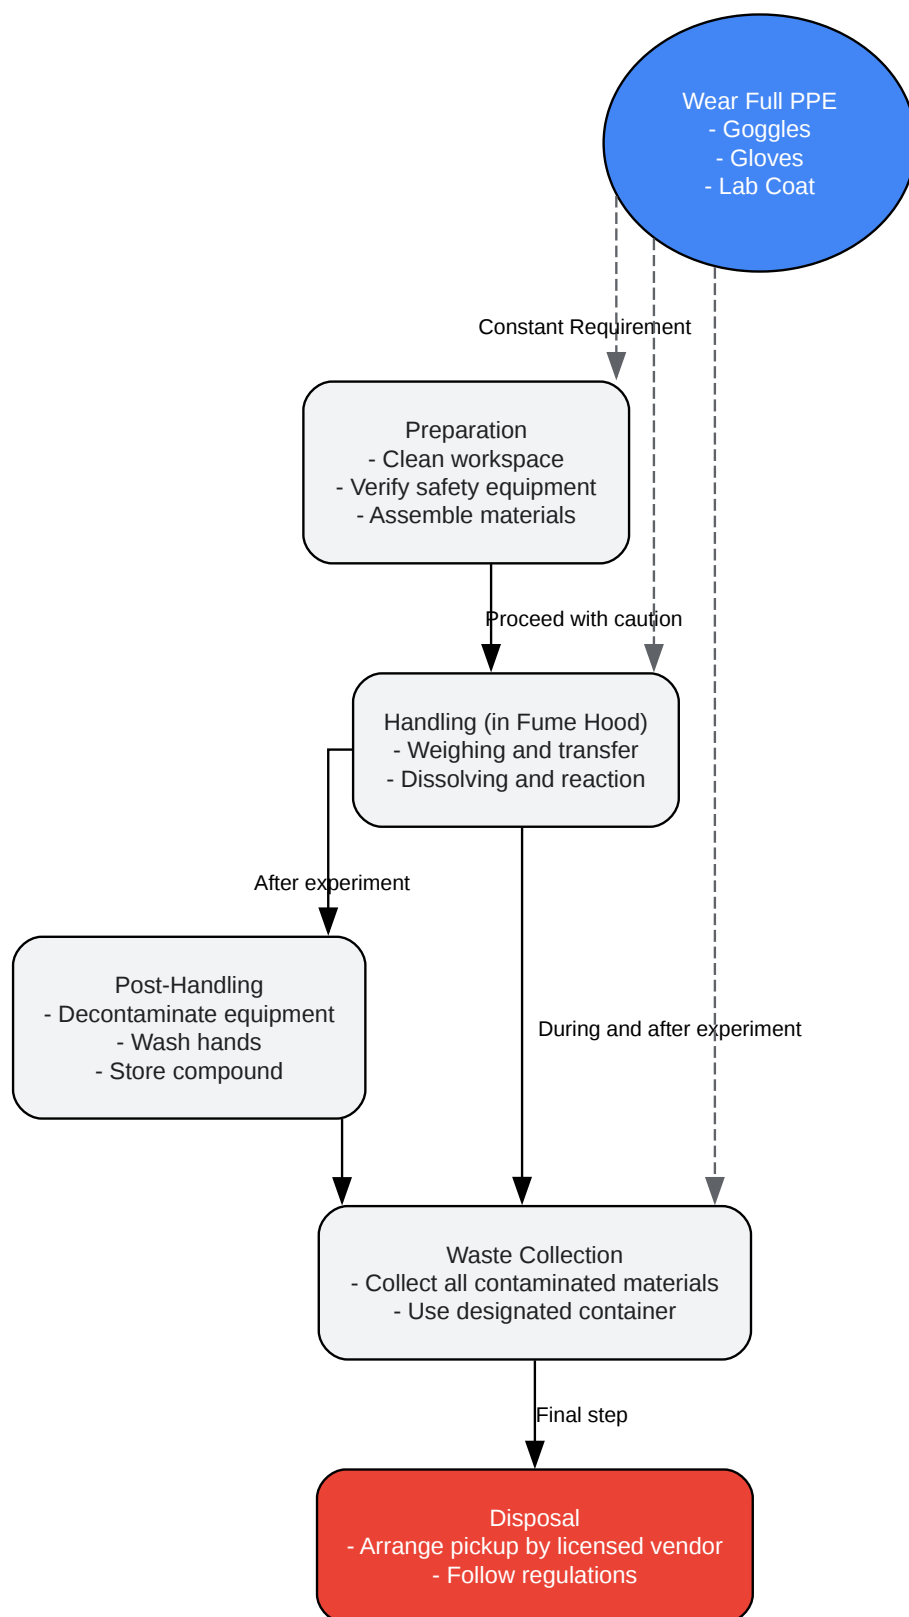 Wear Full PPE
- Goggles
- Gloves
- Lab Coat
Constant Requirement
Preparation
- Clean workspace
- Verify safety equipment
- Assemble materials
Proceed with caution
Handling (in Fume Hood)
- Weighing and transfer
- Dissolving and reaction
After experiment
Post-Handling
- Decontaminate equipment
- Wash hands
- Store compound
During and after experiment
Waste Collection
- Collect all contaminated materials
- Use designated container
Final step
Disposal
- Arrange pickup by licensed vendor
- Follow regulations